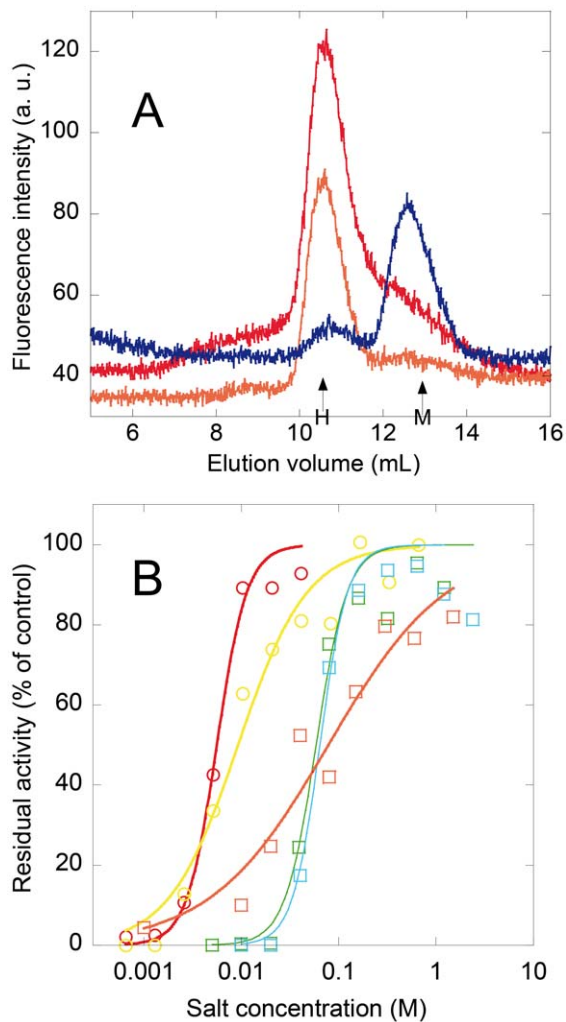 A
Fluorescence intensity (a. u.)
120
100
80
60
40
H
M
6
8
10
12
14
16
Elution volume (mL)
B
Residual activity (% of control)
100
80
60
40
20
0
0.001
0.01
0.1
1
10
Salt concentration (M)